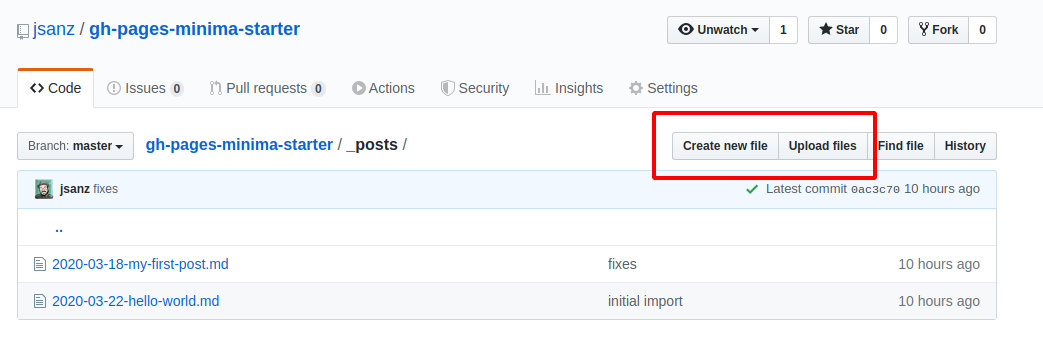 jsanz / gh-pages-minima-starter
Unwatch 1 Star 0 Fork 0
Code Issues 0 Pull requests 0 Actions Security Insights Settings
Branch: master gh-pages-minima-starter / _posts / Create new file Upload files Find file History
jsanz fixes Latest commit 0ac3c70 10 hours ago
..
2020-03-18-my-first-post.md fixes 10 hours ago
2020-03-22-hello-world.md initial import 10 hours ago